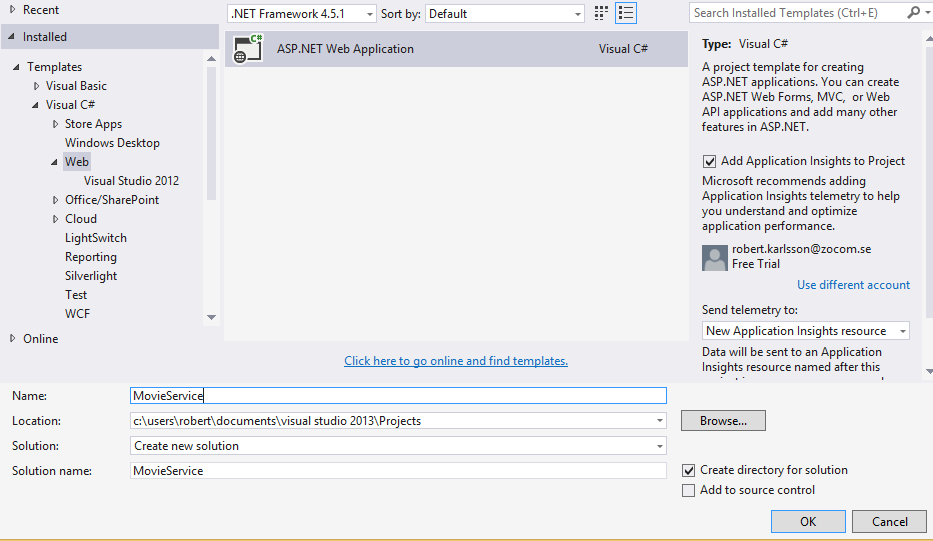 Recent
Installed
Templates
Visual Basic
Visual C#
Store Apps
Windows Desktop
Web
Visual Studio 2012
Office/SharePoint
Cloud
LightSwitch
Reporting
Silverlight
Test
WCF
Online
.NET Framework 4.5.1
Sort by:
Default
C#
ASP.NET Web Application
Visual C#
Click here to go online and find templates.
Search Installed Templates (Ctrl+E)
Type: Visual C#
A project template for creating
ASP.NET applications. You can create
ASP.NET Web Forms, MVC, or Web
API applications and add many other
features in ASP.NET.
Add Application Insights to Project
Microsoft recommends adding
Application Insights telemetry to help
you understand and optimize
application performance.
robert.karlsson@zocom.se
Free Trial
Use different account
Send telemetry to:
New Application Insights resource
Data will be sent to an Application
Insights resource named after this
Name:
MovieService
Location:
c:\users\robert\documents\visual studio 2013\Projects
Browse...
Solution:
Create new solution
Solution name:
MovieService
Create directory for solution
Add to source control
OK
Cancel